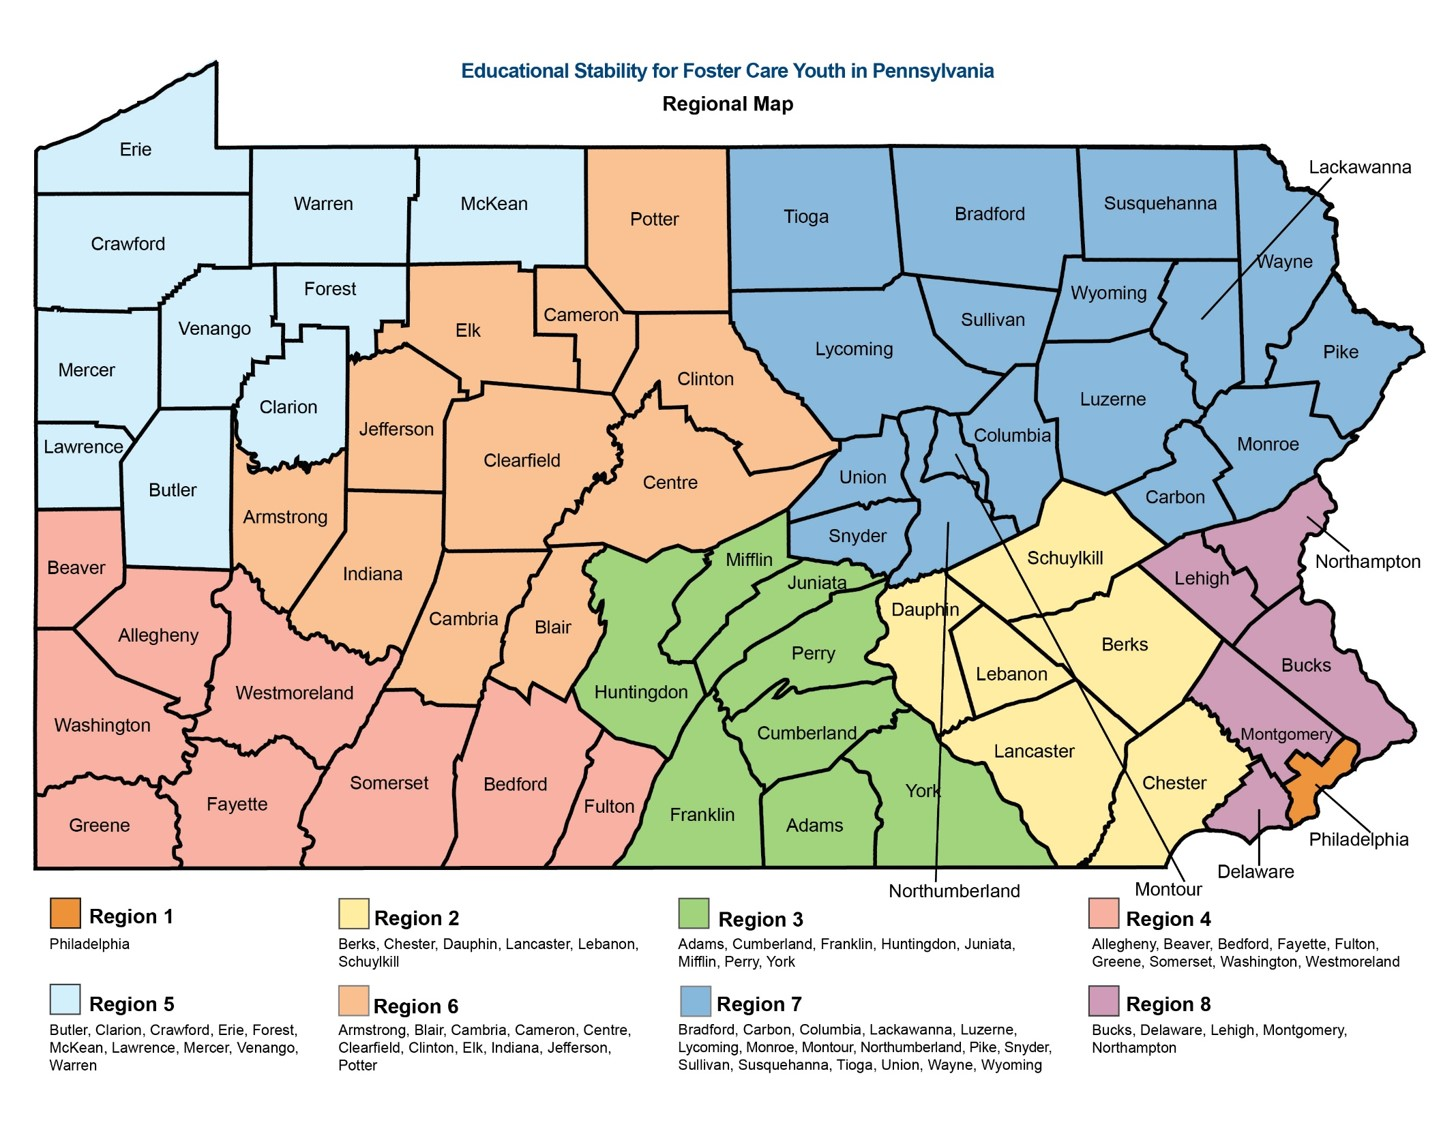 Educational Stability for Foster Care Youth in Pennsylvania
Regional Map
Erie
Lackawanna
Warren
McKean
Potter
Tioga
Bradford
Susquehanna
Crawford
Wayne
Forest
Venango
Elk
Cameron
Wyoming
Sullivan
Mercer
Lycoming
Pike
Clinton
Luzerne
Clarion
Jefferson
Columbia
Lawrence
Monroe
Clearfield
Centre
Union
Butler
Carbon
Armstrong
Snyder
Mifflin
Schuylkill
Northampton
Beaver
Indiana
Juniata
Lehigh
Dauphin
Cambria
Blair
Allegheny
Berks
Perry
Bucks
Lebanon
Westmoreland
Huntingdon
Washington
Cumberland
Montgomery
Lancaster
Somerset
Bedford
Chester
York
Fayette
Fulton
Franklin
Adams
Greene
Philadelphia
Delaware
Northumberland
Montour
Region 1
Philadelphia
Region 2
Berks, Chester, Dauphin, Lancaster, Lebanon,
Schuylkill
Region 3
Adams, Cumberland, Franklin, Huntingdon, Juniata,
Mifflin, Perry, York
Region 4
Allegheny, Beaver, Bedford, Fayette, Fulton,
Greene, Somerset, Washington, Westmoreland
Region 5
Butler, Clarion, Crawford, Erie, Forest,
McKean, Lawrence, Mercer, Venango,
Warren
Region 6
Armstrong, Blair, Cambria, Cameron, Centre,
Clearfield, Clinton, Elk, Indiana, Jefferson,
Potter
Region 7
Bradford, Carbon, Columbia, Lackawanna, Luzerne,
Lycoming, Monroe, Montour, Northumberland, Pike, Snyder,
Sullivan, Susquehanna, Tioga, Union, Wayne, Wyoming
Region 8
Bucks, Delaware, Lehigh, Montgomery,
Northampton